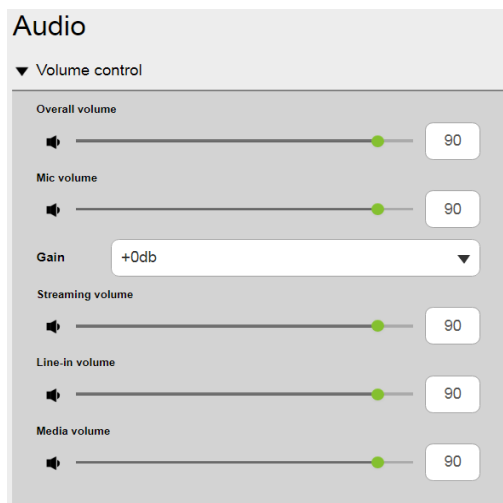 Audio
Volume control
Overall volume
90
Mic volume
90
Gain +0db
Streaming volume
90
Line-in volume
90
Media volume
90